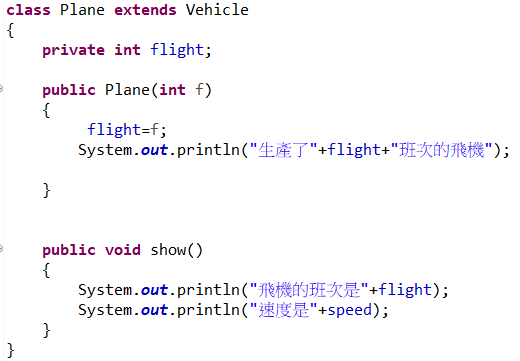 class Plane extends Vehicle
{
    private int flight;
    public Plane(int f)
    {
         flight=f;
        System.out.println("生產了"+flight+"班次的飛機");
    }
    public void show()
    {
        System.out.println("飛機的班次是"+flight);
        System.out.println("速度是"+speed);
    }
}